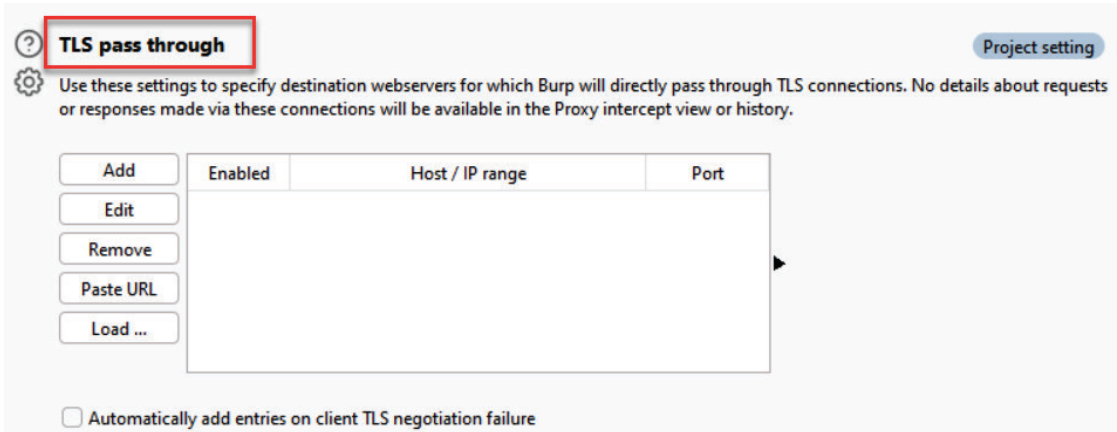 TLS pass through
Project setting
Use these settings to specify destination webservers for which Burp will directly pass through TLS connections. No details about requests
or responses made via these connections will be available in the Proxy intercept view or history.
Add
Enabled
Host / IP range
Port
Edit
Remove
Paste URL
Load ...
Automatically add entries on client TLS negotiation failure